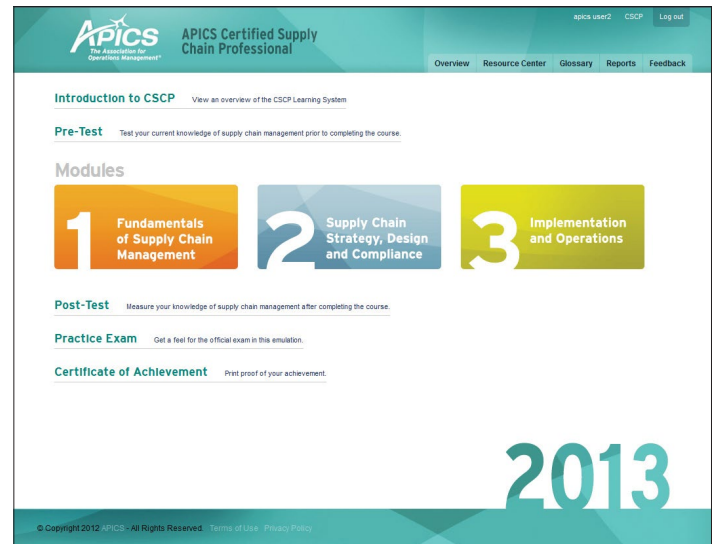 apics user2 CSCP Log out
APICS
The Association for
Operations Management®
APICS Certified Supply
Chain Professional
Overview Resource Center Glossary Reports Feedback
Introduction to CSCP View an overview of the CSCP Learning System
Pre-Test Test your current knowledge of supply chain management prior to completing the course.
Modules
1 Fundamentals
of Supply Chain
Management
2 Supply Chain
Strategy, Design
and Compliance
3 Implementation
and Operations
Post-Test Measure your knowledge of supply chain management after completing the course.
Practice Exam Get a feel for the official exam in this emulation.
Certificate of Achievement Print proof of your achievement.
2013
© Copyright 2012 APICS - All Rights Reserved. Terms of Use Privacy Policy